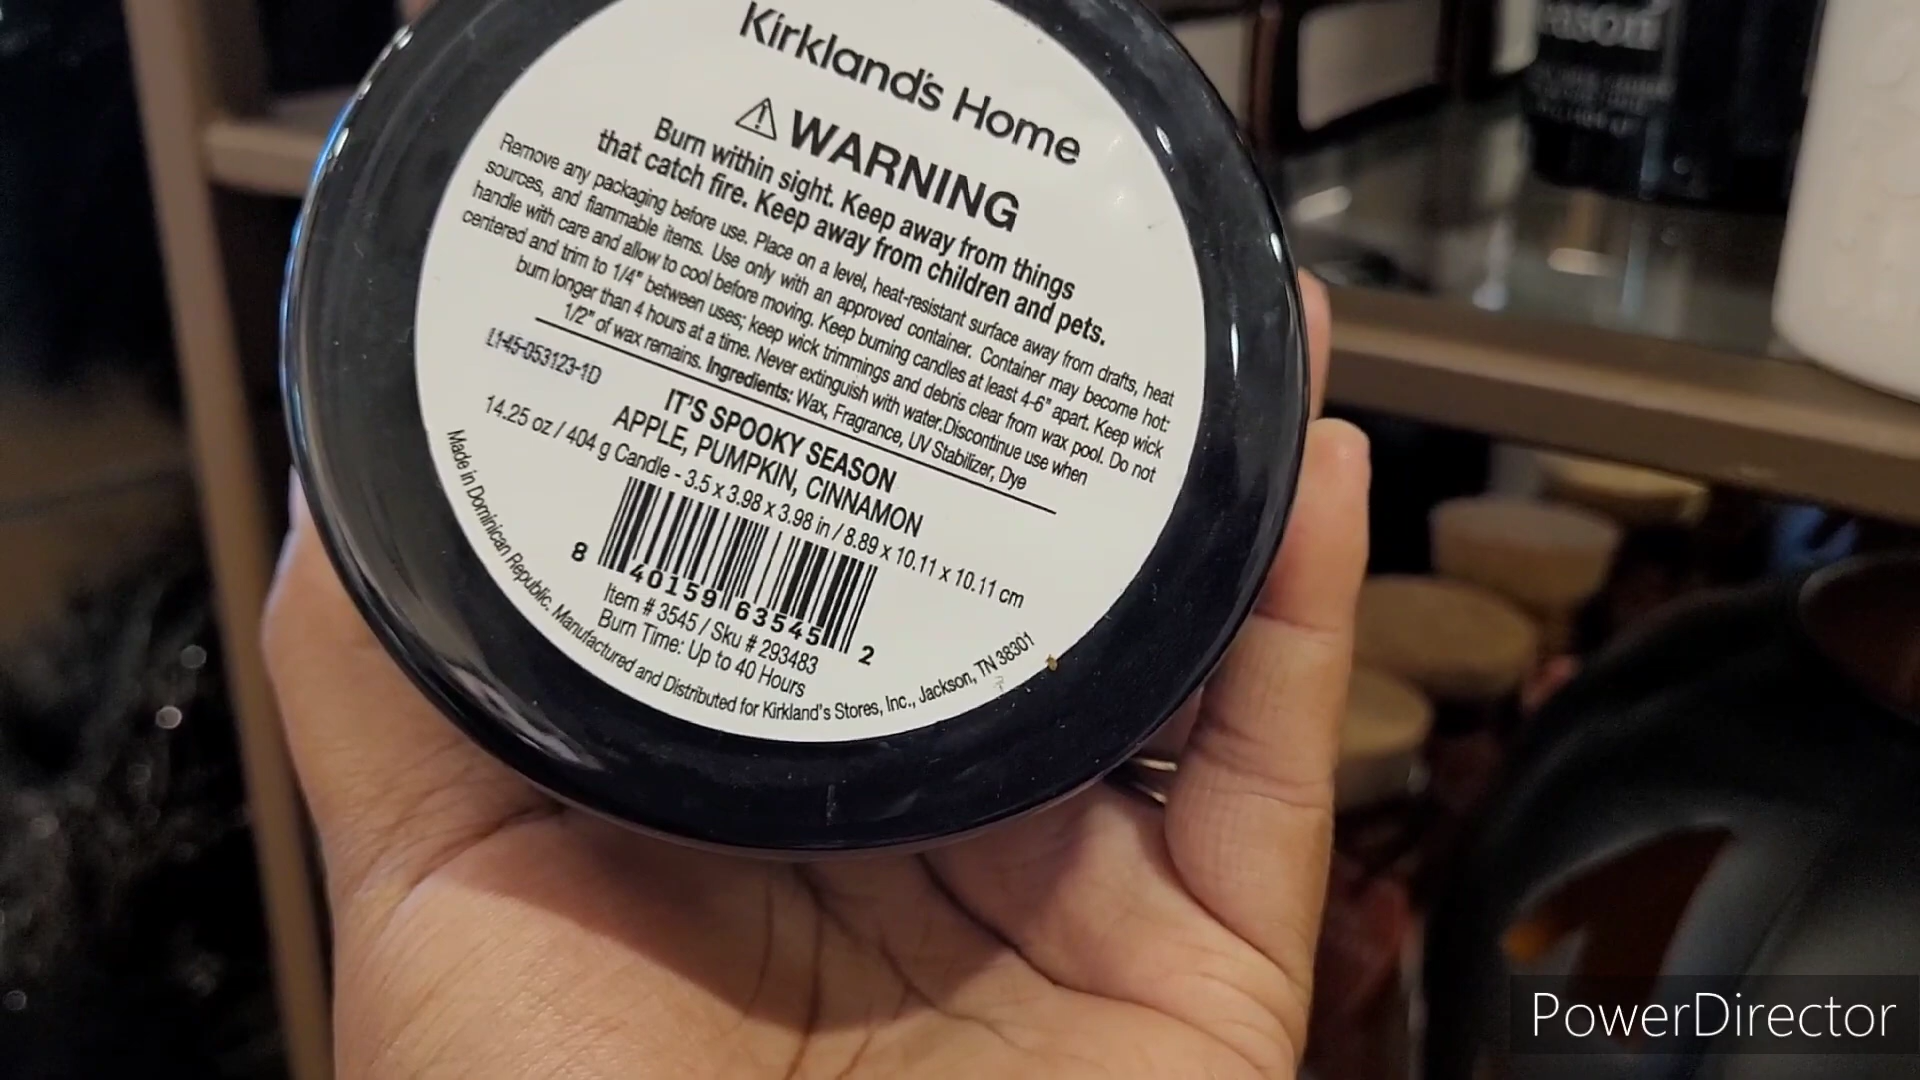 Kirkland's Home
⚠ WARNING
Burn within sight. Keep away from things
that catch fire. Keep away from children and pets.
Remove any packaging before use. Place on a level, heat-resistant surface away from drafts, heat
sources, and flammable items. Use only with an approved container. Container may become hot:
handle with care and allow to cool before moving. Keep burning candles at least 4-6" apart. Keep wick
centered and trim to 1/4" between uses; keep wick trimmings and debris clear from wax pool. Do not
burn longer than 4 hours at a time. Never extinguish with water.Discontinue use when
1/2" of wax remains. Ingredients: Wax, Fragrance, UV Stabilizer, Dye
L1-45-053123-1D
IT'S SPOOKY SEASON
APPLE, PUMPKIN, CINNAMON
14.25 oz / 404 g Candle - 3.5 x 3.98 x 3.98 in / 8.89 x 10.11 x 10.11 cm
8 40159 63545 2
Item # 3545 / Sku # 293483
Burn Time: Up to 40 Hours
Made in Dominican Republic. Manufactured and Distributed for Kirkland's Stores, Inc., Jackson, TN 38301
PowerDirector